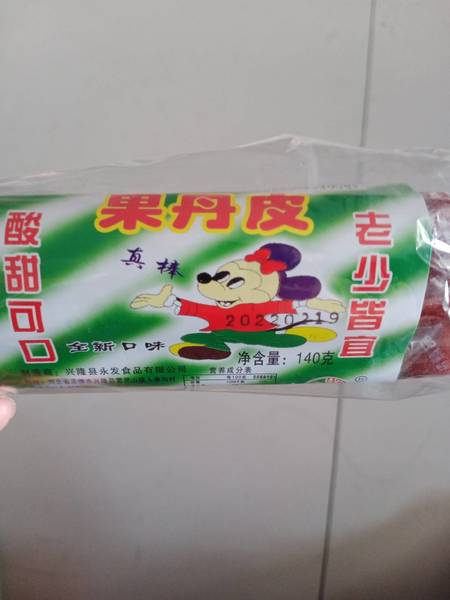 果丹皮
酸甜可口
真棒
老少皆宜
20220219
全新口味
净含量：140克
兴隆县永发食品有限公司
营养成分表